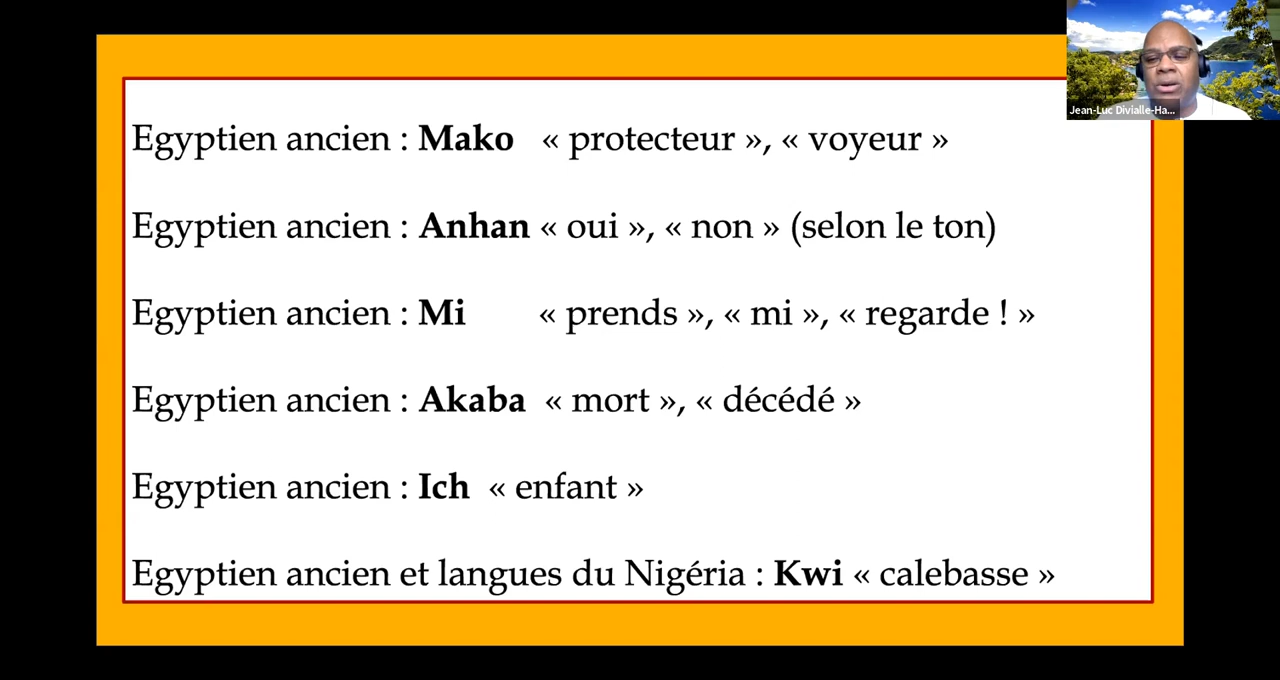 Jean-Luc Divialle-Ha...
Egyptien ancien : Mako « protecteur », « voyeur »
Egyptien ancien : Anhan « oui », « non » (selon le ton)
Egyptien ancien : Mi « prends », « mi », « regarde ! »
Egyptien ancien : Akaba « mort », « décédé »
Egyptien ancien : Ich « enfant »
Egyptien ancien et langues du Nigéria : Kwi « calebasse »